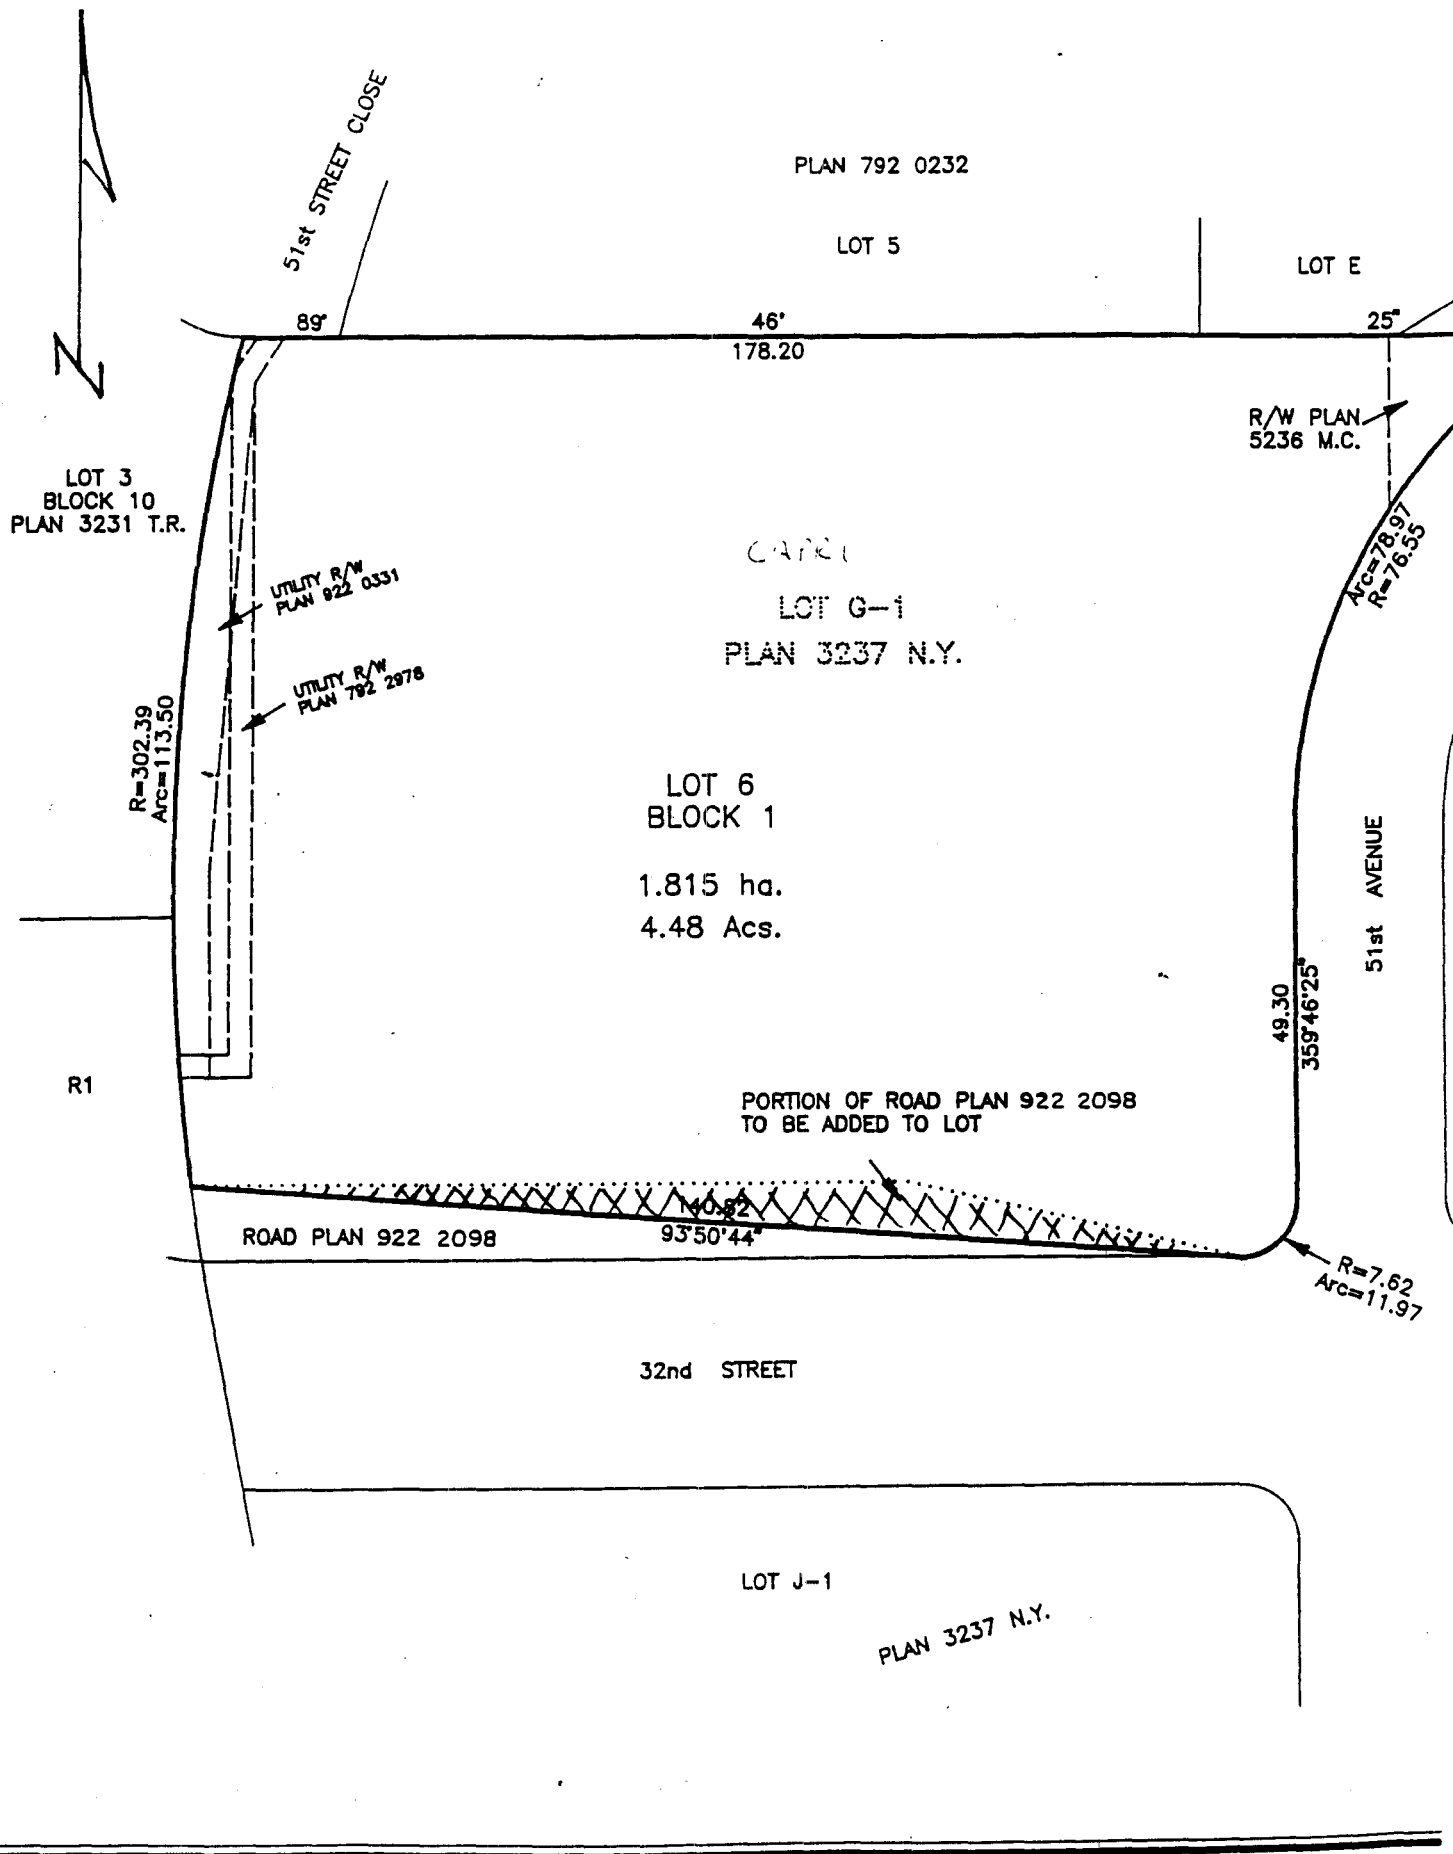 51st STREET CLOSE
PLAN 792 0232
LOT 5
LOT E
89° 46' 25"
178.20
R/W PLAN
5236 M.C.
LOT 3
BLOCK 10
PLAN 3231 T.R.
Arc=78.97
R=76.55
CAPRI
UTILITY R/W
PLAN 922 0331
LOT G-1
PLAN 3237 N.Y.
UTILITY R/W
PLAN 792 2978
R=302.39
Arc=113.50
LOT 6
BLOCK 1
1.815 ha.
4.48 Acs.
51st AVENUE
49.30
359°46'25"
R1
PORTION OF ROAD PLAN 922 2098
TO BE ADDED TO LOT
140.82
93°50'44"
ROAD PLAN 922 2098
R=7.62
Arc=11.97
32nd STREET
LOT J-1
PLAN 3237 N.Y.
N